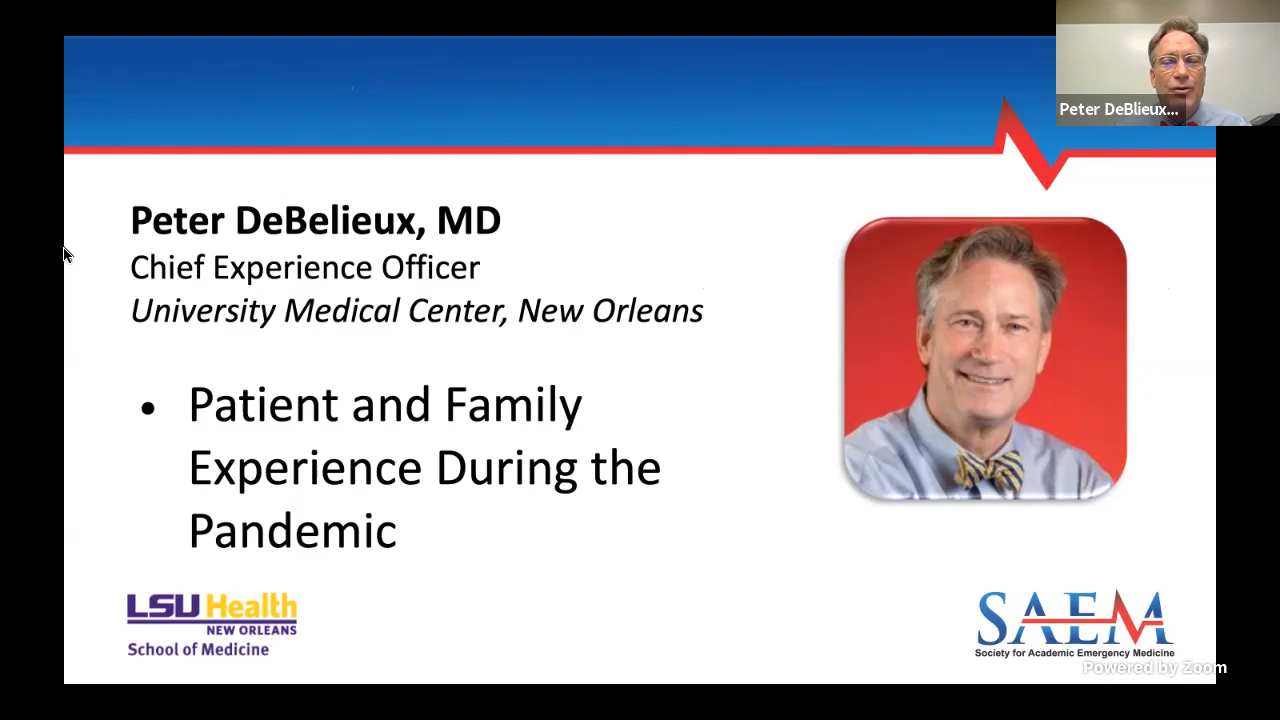 Peter DeBlieux...
Peter DeBelieux, MD
Chief Experience Officer
University Medical Center, New Orleans
• Patient and Family
Experience During the
Pandemic
LSU Health
NEW ORLEANS
School of Medicine
SAEM
Society for Academic Emergency Medicine
Powered by Zoom